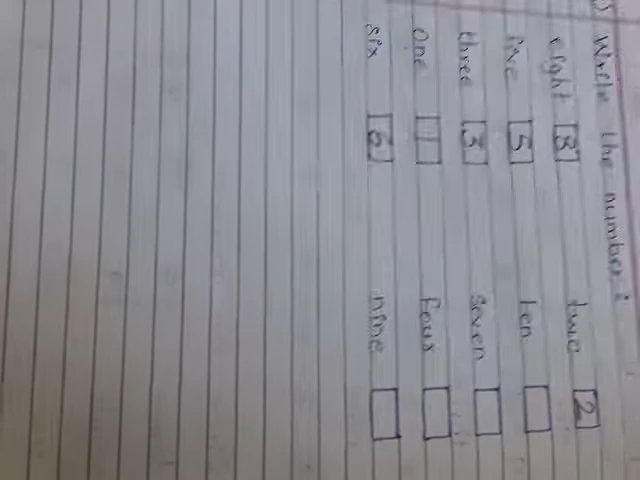 Write the number :
eight 8 two 2
five 5 ten
three 3 seven
One 1 four
six 6 nine